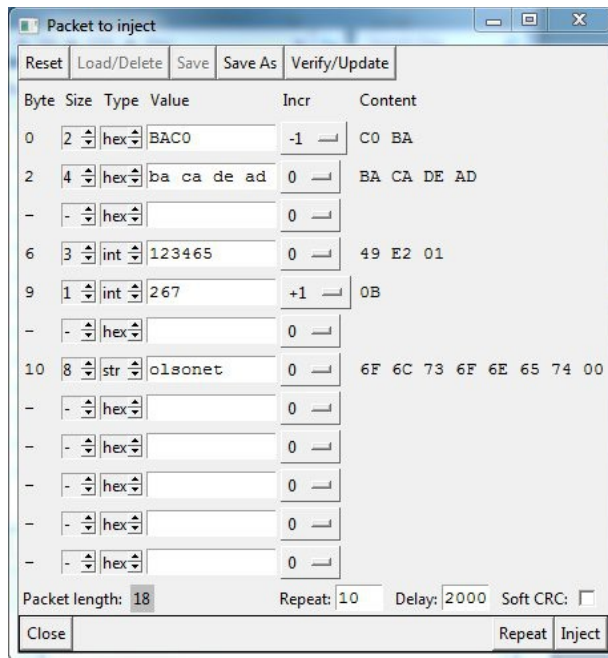 Packet to inject
Reset Load/Delete Save Save As Verify/Update
Byte Size Type Value Incr Content
0 2 hex BAC0 -1 C0 BA
2 4 hex ba ca de ad 0 BA CA DE AD
– - hex 0
6 3 int 123465 0 49 E2 01
9 1 int 267 +1 0B
– - hex 0
10 8 str olsonet 0 6F 6C 73 6F 6E 65 74 00
– - hex 0
– - hex 0
– - hex 0
– - hex 0
– - hex 0
Packet length: 18 Repeat: 10 Delay: 2000 Soft CRC:
Close Repeat Inject